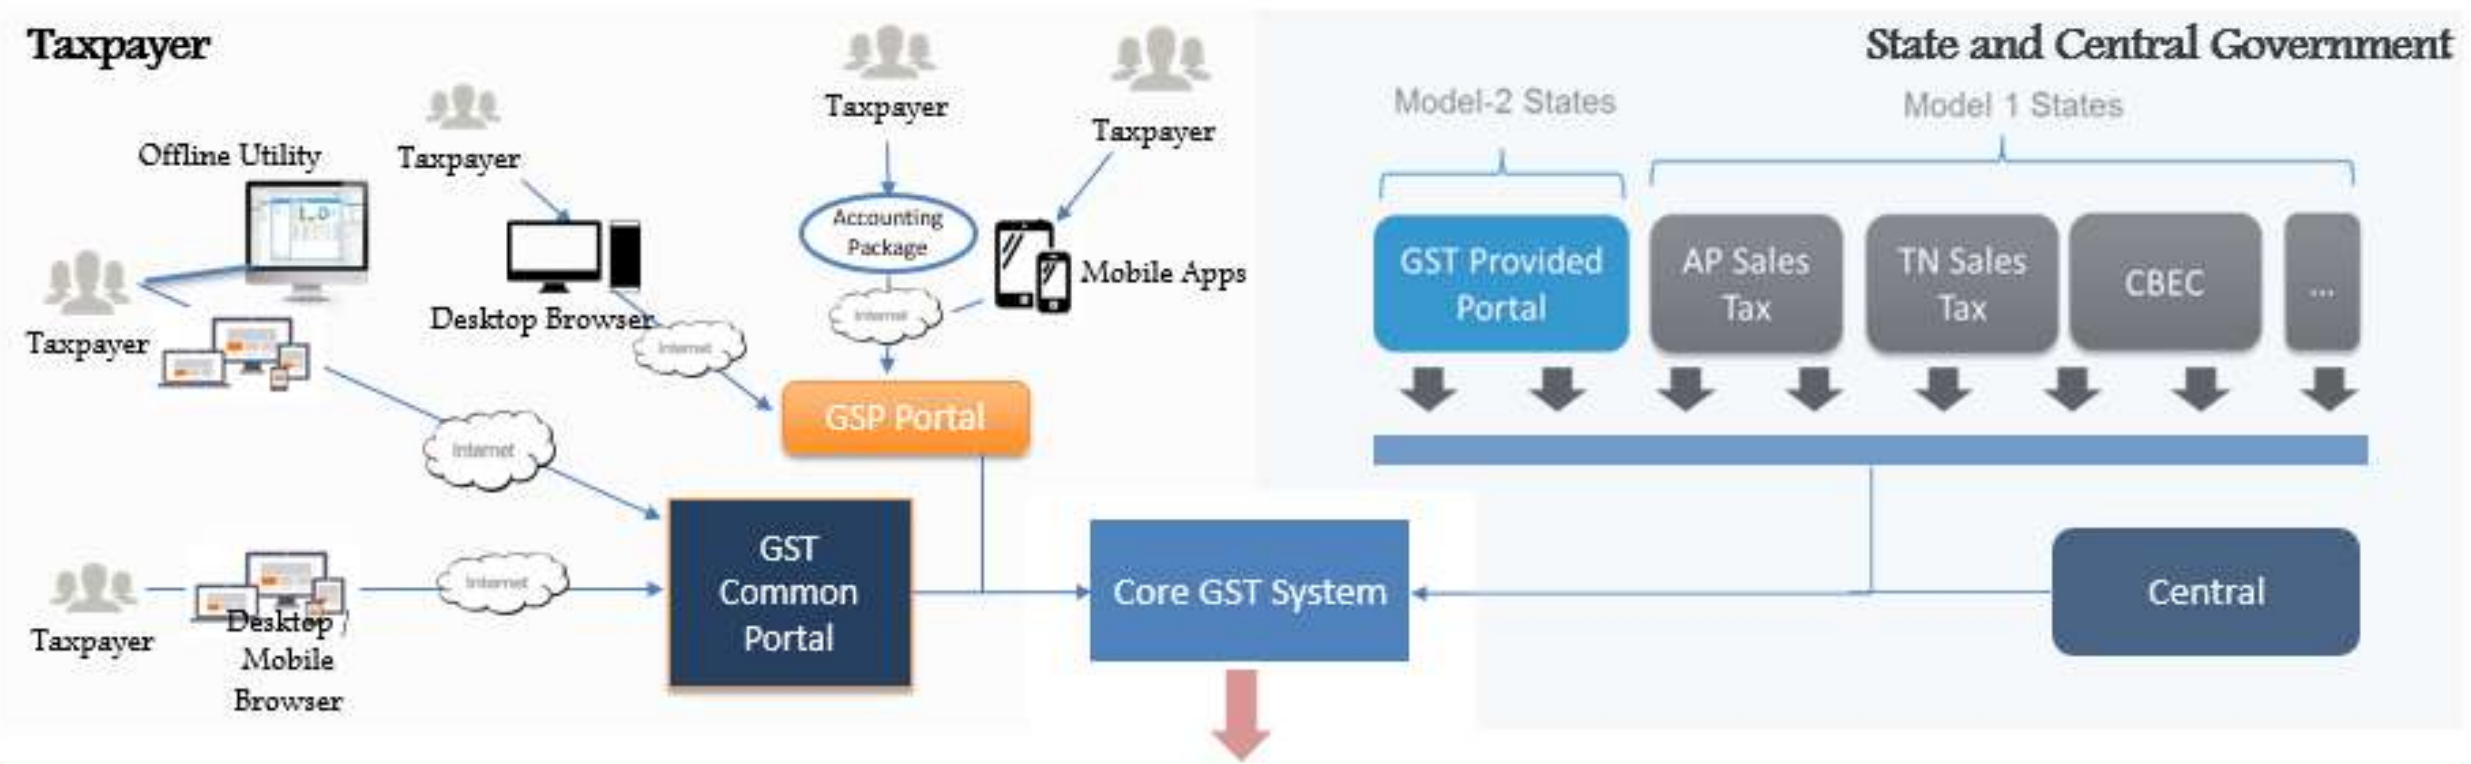 Taxpayer
State and Central Government
Taxpayer
Taxpayer
Model-2 States
Model 1 States
Offline Utility
Taxpayer
Accounting
Package
Mobile Apps
Desktop Browser
Internet
Internet
Taxpayer
GST Provided
Portal
AP Sales
Tax
TN Sales
Tax
CBEC
...
GSP Portal
Internet
GST
Common
Portal
Core GST System
Central
Internet
Taxpayer
Desktop /
Mobile
Browser